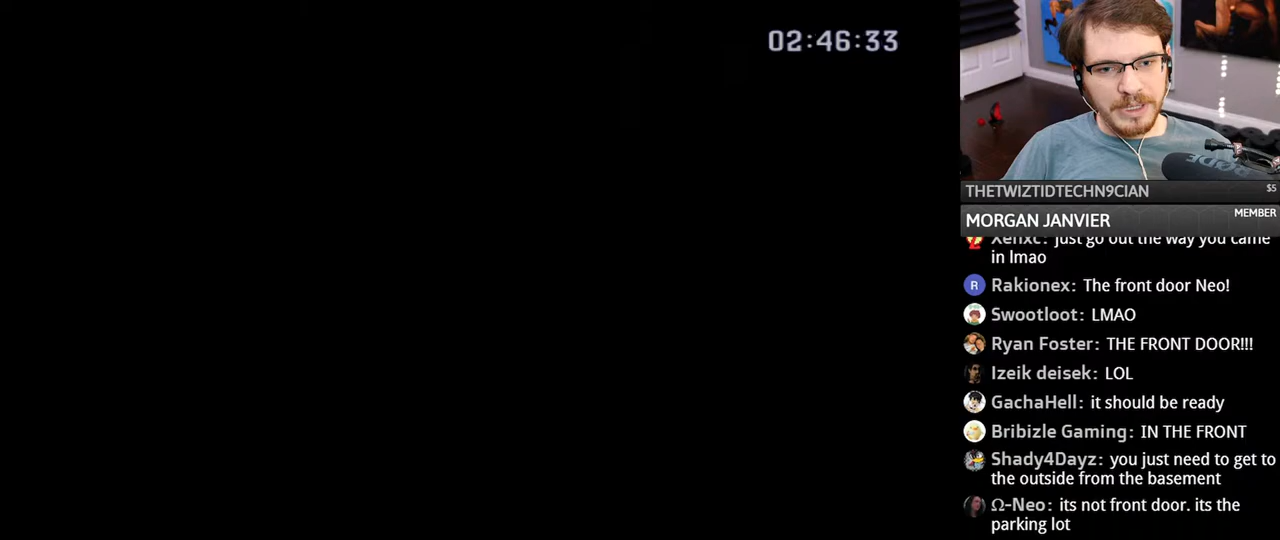 02:46:33
RØDE
THETWIZTIDTECHN9CIAN $5
MORGAN JANVIER MEMBER
Xenxc: just go out the way you came
in lmao
R Rakionex: The front door Neo!
Swootloot: LMAO
Ryan Foster: THE FRONT DOOR!!!
Izeik deisek: LOL
GachaHell: it should be ready
Bribizle Gaming: IN THE FRONT
Shady4Dayz: you just need to get to
the outside from the basement
Ω-Neo: its not front door. its the
parking lot